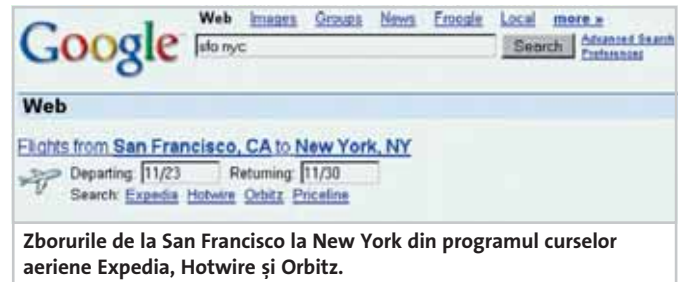 Web Images Groups News Froogle Local more »
Google sfo nyc Search Advanced Search
Preferences
Web
Flights from San Francisco, CA to New York, NY
Departing: 11/23 Returning: 11/30
Search: Expedia Hotwire Orbitz Priceline
Zborurile de la San Francisco la New York din programul curselor
aeriene Expedia, Hotwire și Orbitz.